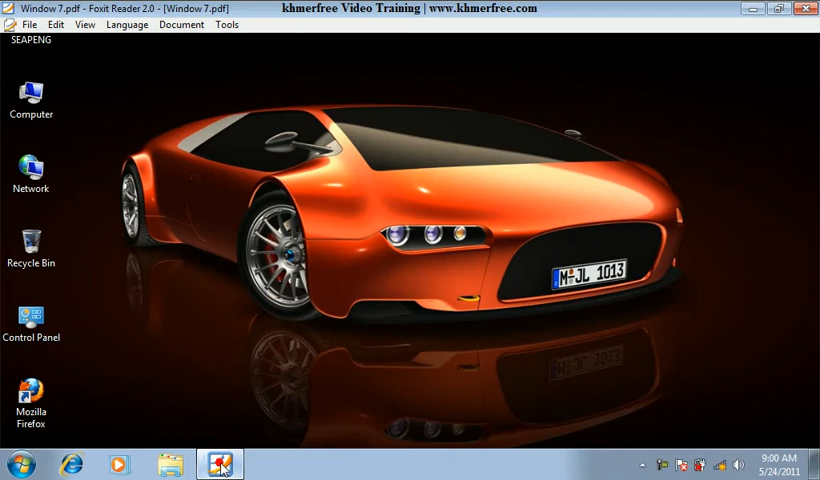 Window 7.pdf - Foxit Reader 2.0 - [Window 7.pdf]
khmerfree Video Training | www.khmerfree.com
File Edit View Language Document Tools
SEAPENG
Computer
Network
Recycle Bin
Control Panel
Mozilla
Firefox
M-JL 1013
9:00 AM
5/24/2011